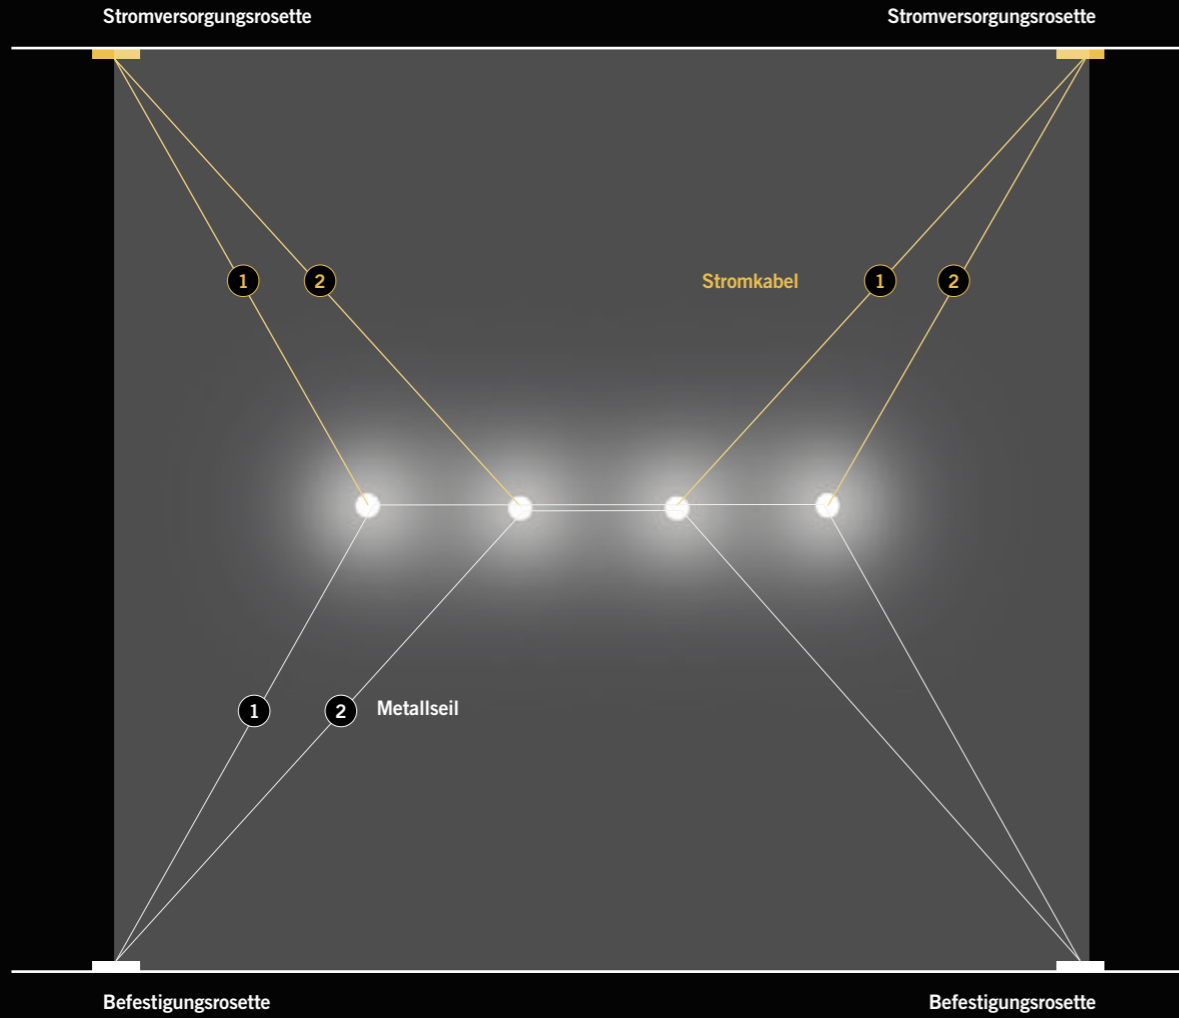 Stromversorgungsrosette
Stromversorgungsrosette
1
2
Stromkabel
1
2
1
2
Metallseil
Befestigungsrosette
Befestigungsrosette